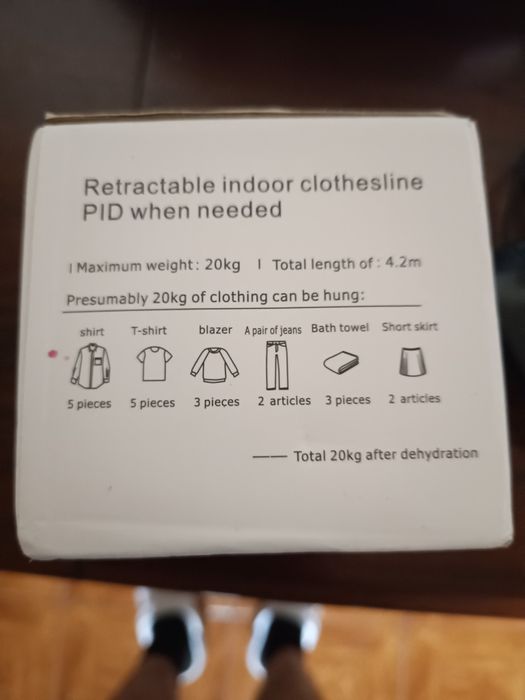 Retractable indoor clothesline
PID when needed
I Maximum weight: 20kg I Total length of: 4.2m
Presumably 20kg of clothing can be hung:
shirt T-shirt blazer A pair of jeans Bath towel Short skirt
5 pieces 5 pieces 3 pieces 2 articles 3 pieces 2 articles
—— Total 20kg after dehydration